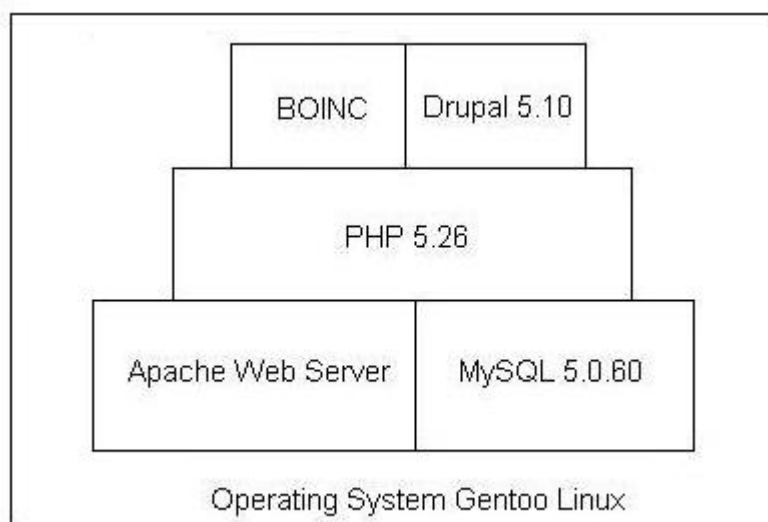 BOINC
Drupal 5.10
PHP 5.26
Apache Web Server
MySQL 5.0.60
Operating System Gentoo Linux